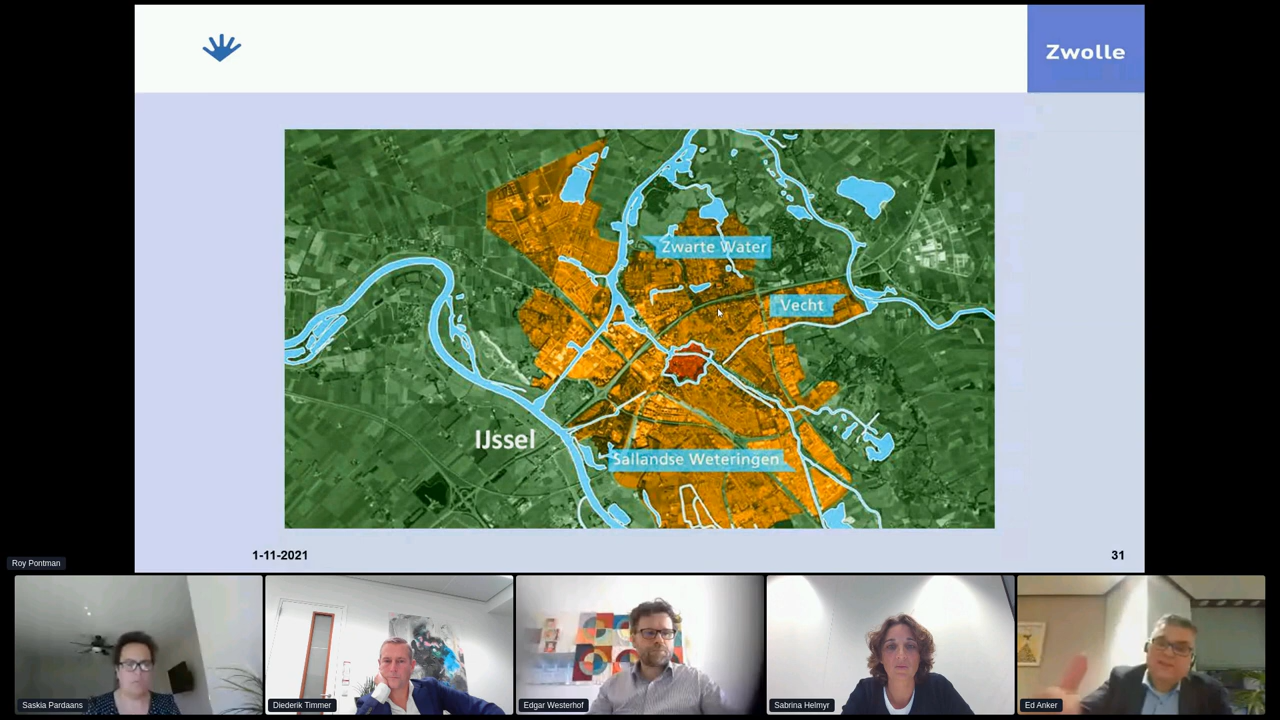 Zwolle
Zwarte Water
Vecht
IJssel
Sallandse Weteringen
1-11-2021
31
Roy Pontman
Saskia Pardaans
Diederik Timmer
Edgar Westerhof
Sabrina Helmyr
Ed Anker